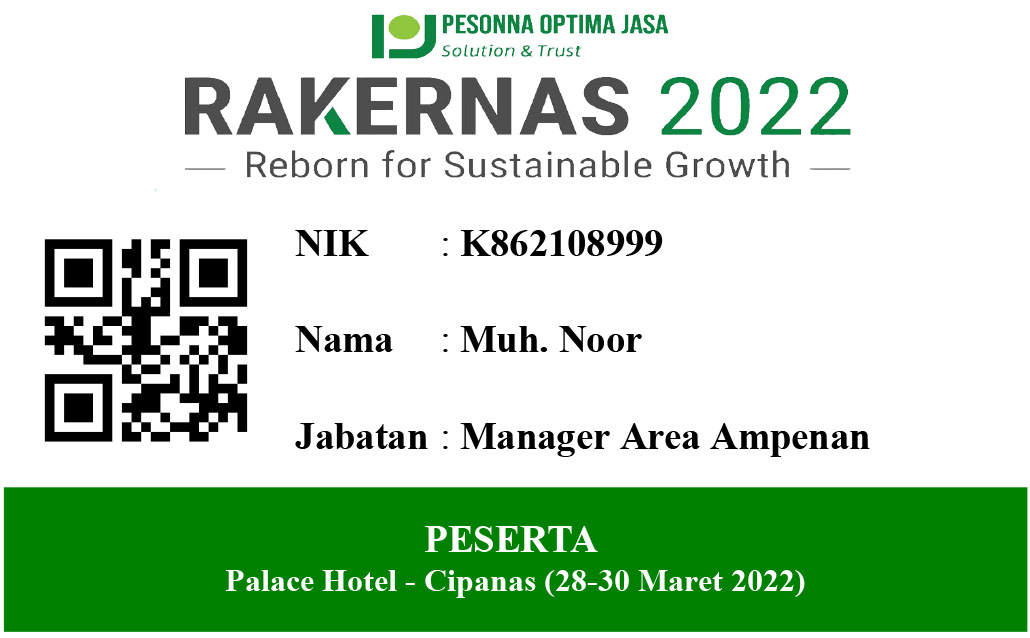 PESONNA OPTIMA JASA
Solution & Trust
RAKERNAS 2022
Reborn for Sustainable Growth
NIK : K862108999
Nama : Muh. Noor
Jabatan : Manager Area Ampenan
PESERTA
Palace Hotel - Cipanas (28-30 Maret 2022)